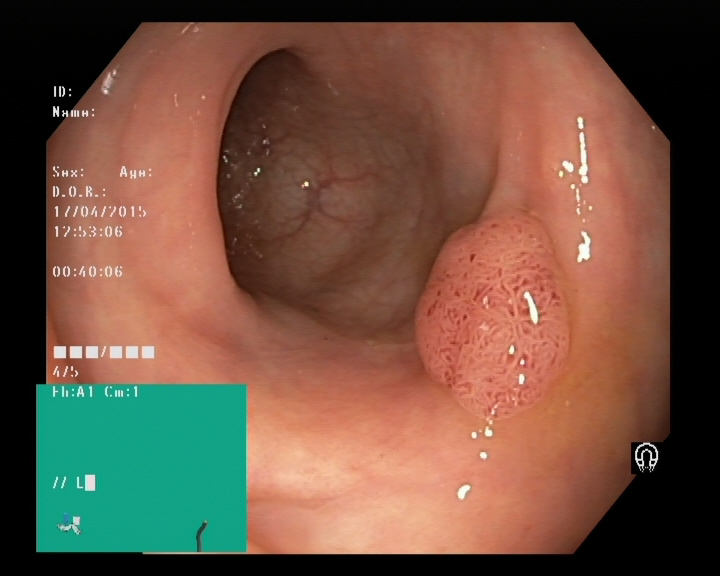 ID:
Name:
Sex: Age:
D.O.R.:
17/04/2015
12:53:06
00:40:06
■■■/■■■
4/5
Eh:A1 Cm:1
// L